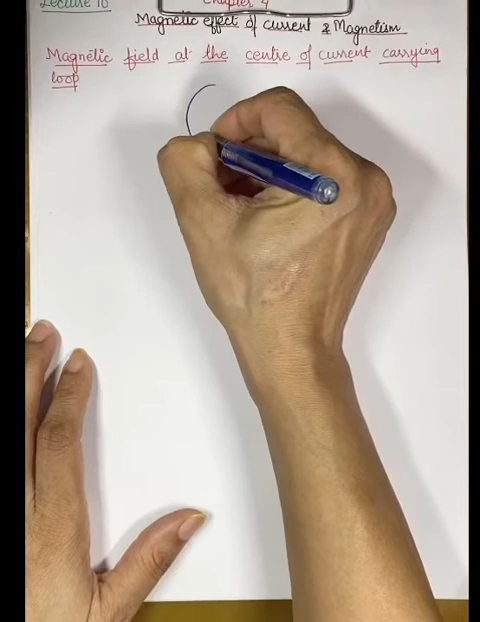 Lecture 10
Chapter 4
Magnetic effect of current & Magnetism
Magnetic field at the centre of current carrying
loop